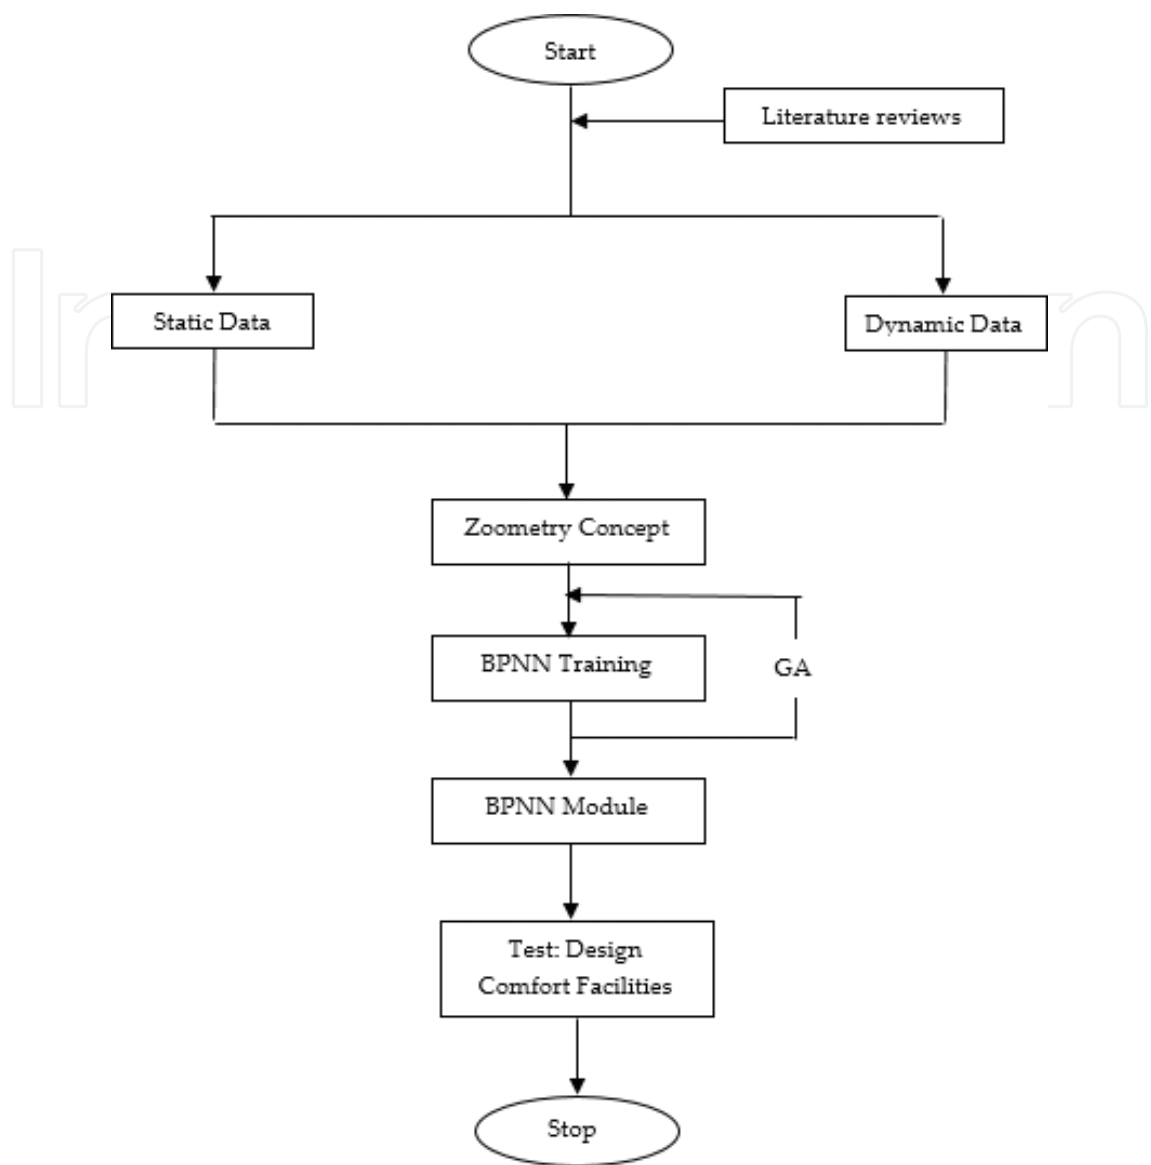 Start
Literature reviews
Static Data
Dynamic Data
Zoometry Concept
BPNN Training
GA
BPNN Module
Test: Design
Comfort Facilities
Stop